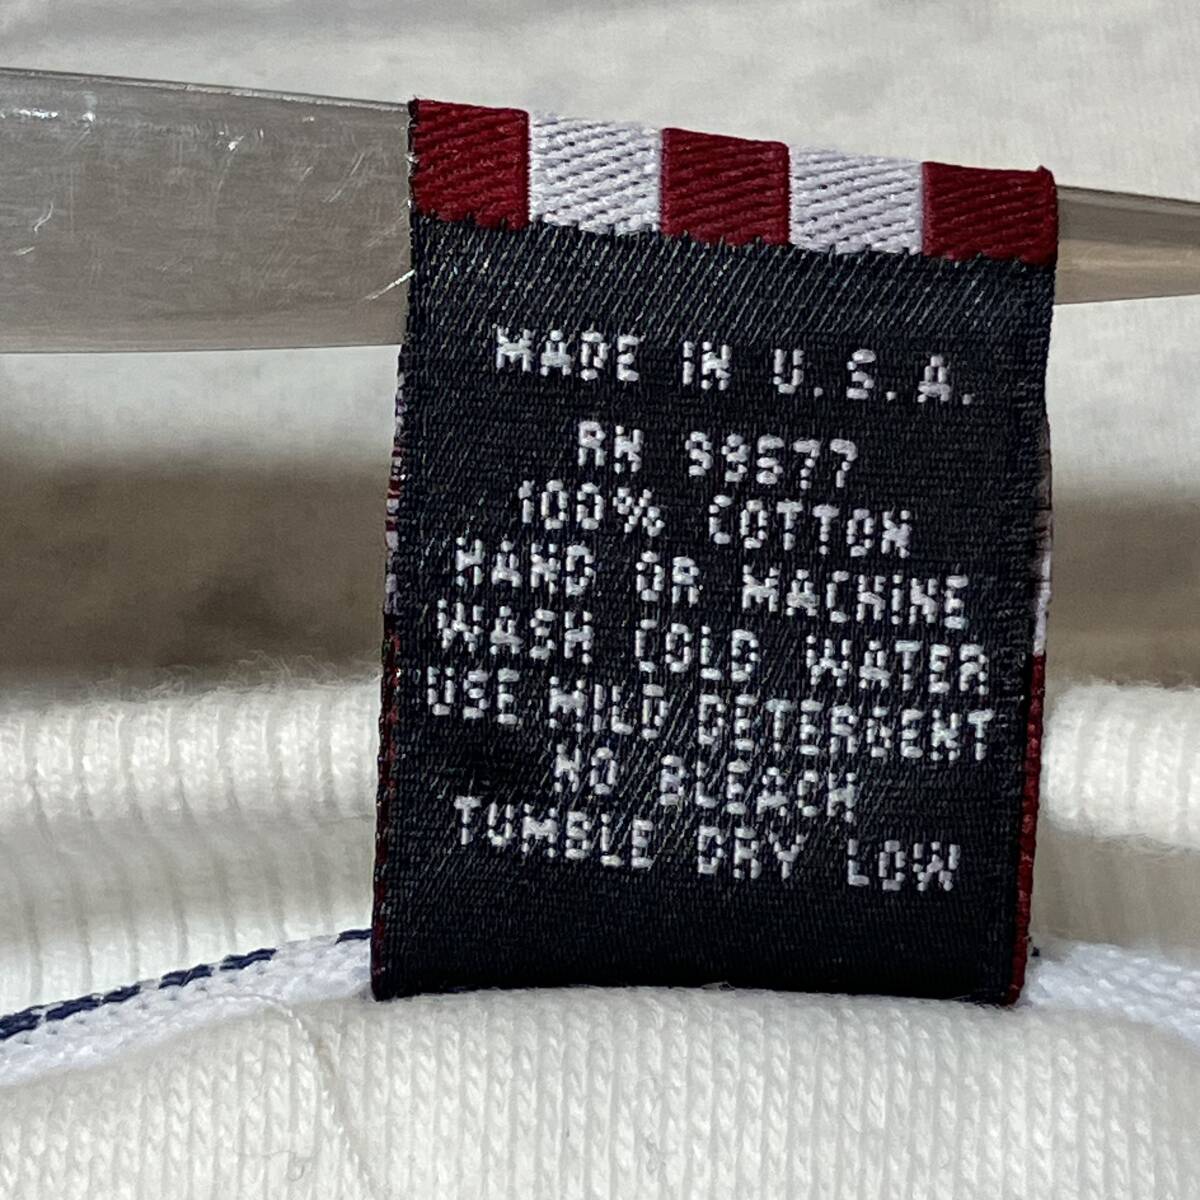 MADE IN U.S.A.
RN
100% COTTON
HAND OR MACHINE
WASH COLD WATER
USE MILD DETERGENT
NO BLEACH
TUMBLE DRY LOW